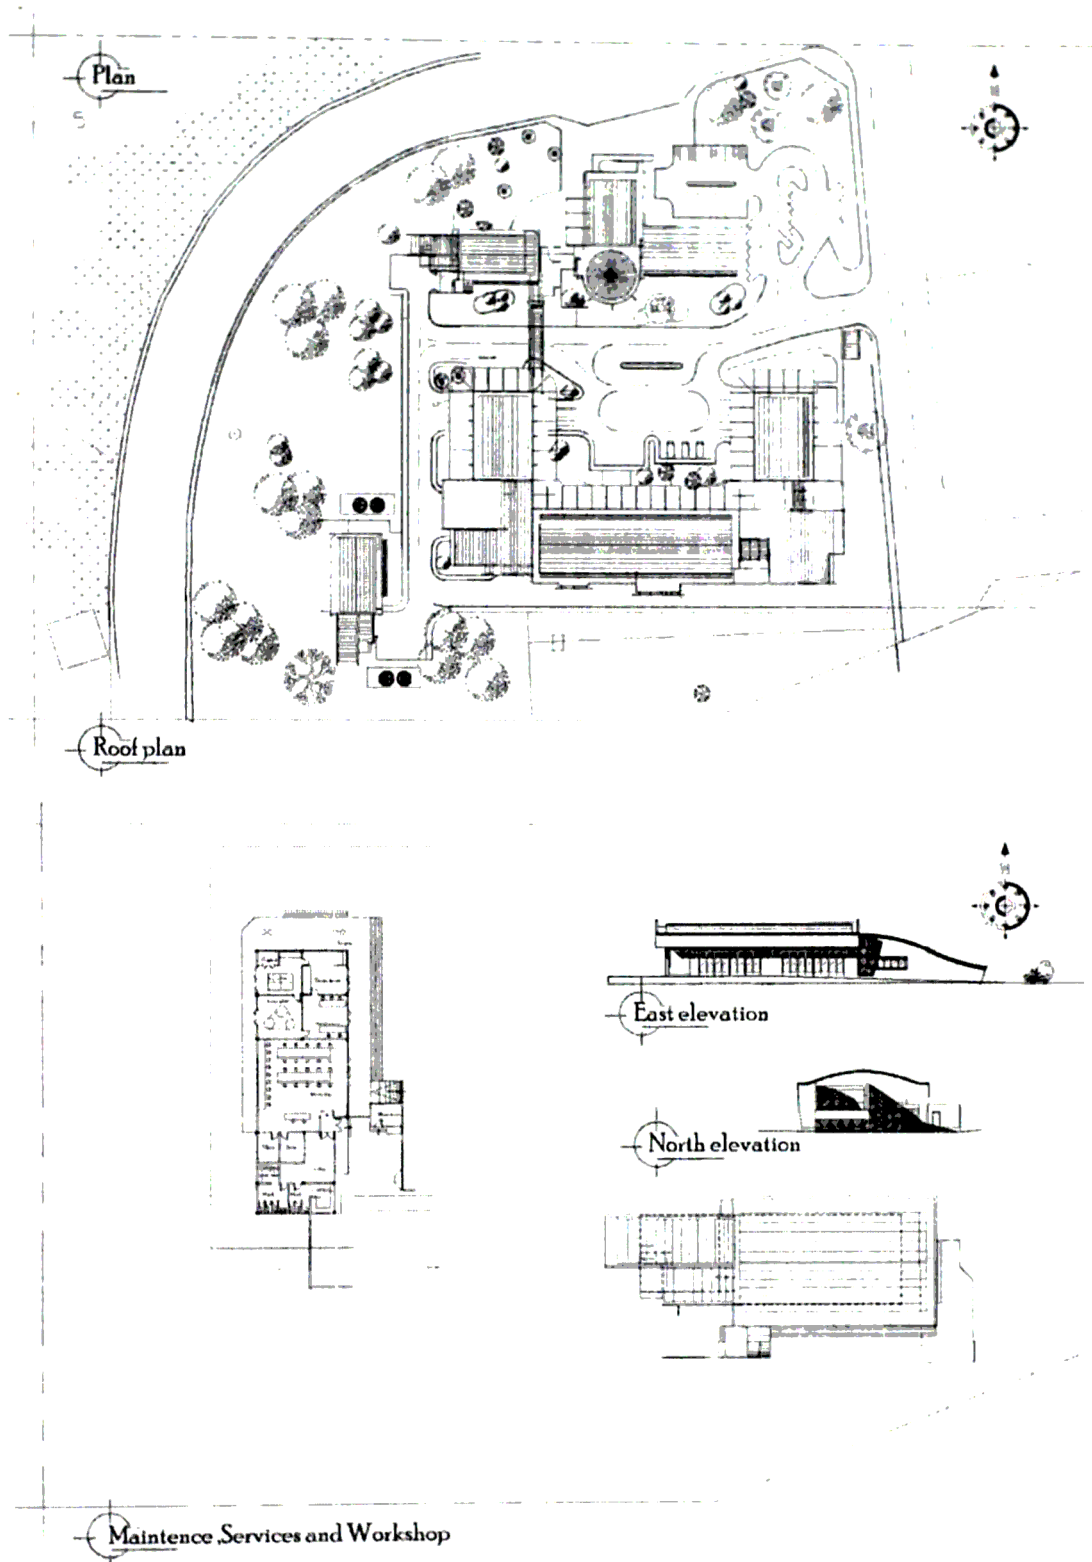 Plan
Roof plan
East elevation
North elevation
Maintence ,Services and Workshop